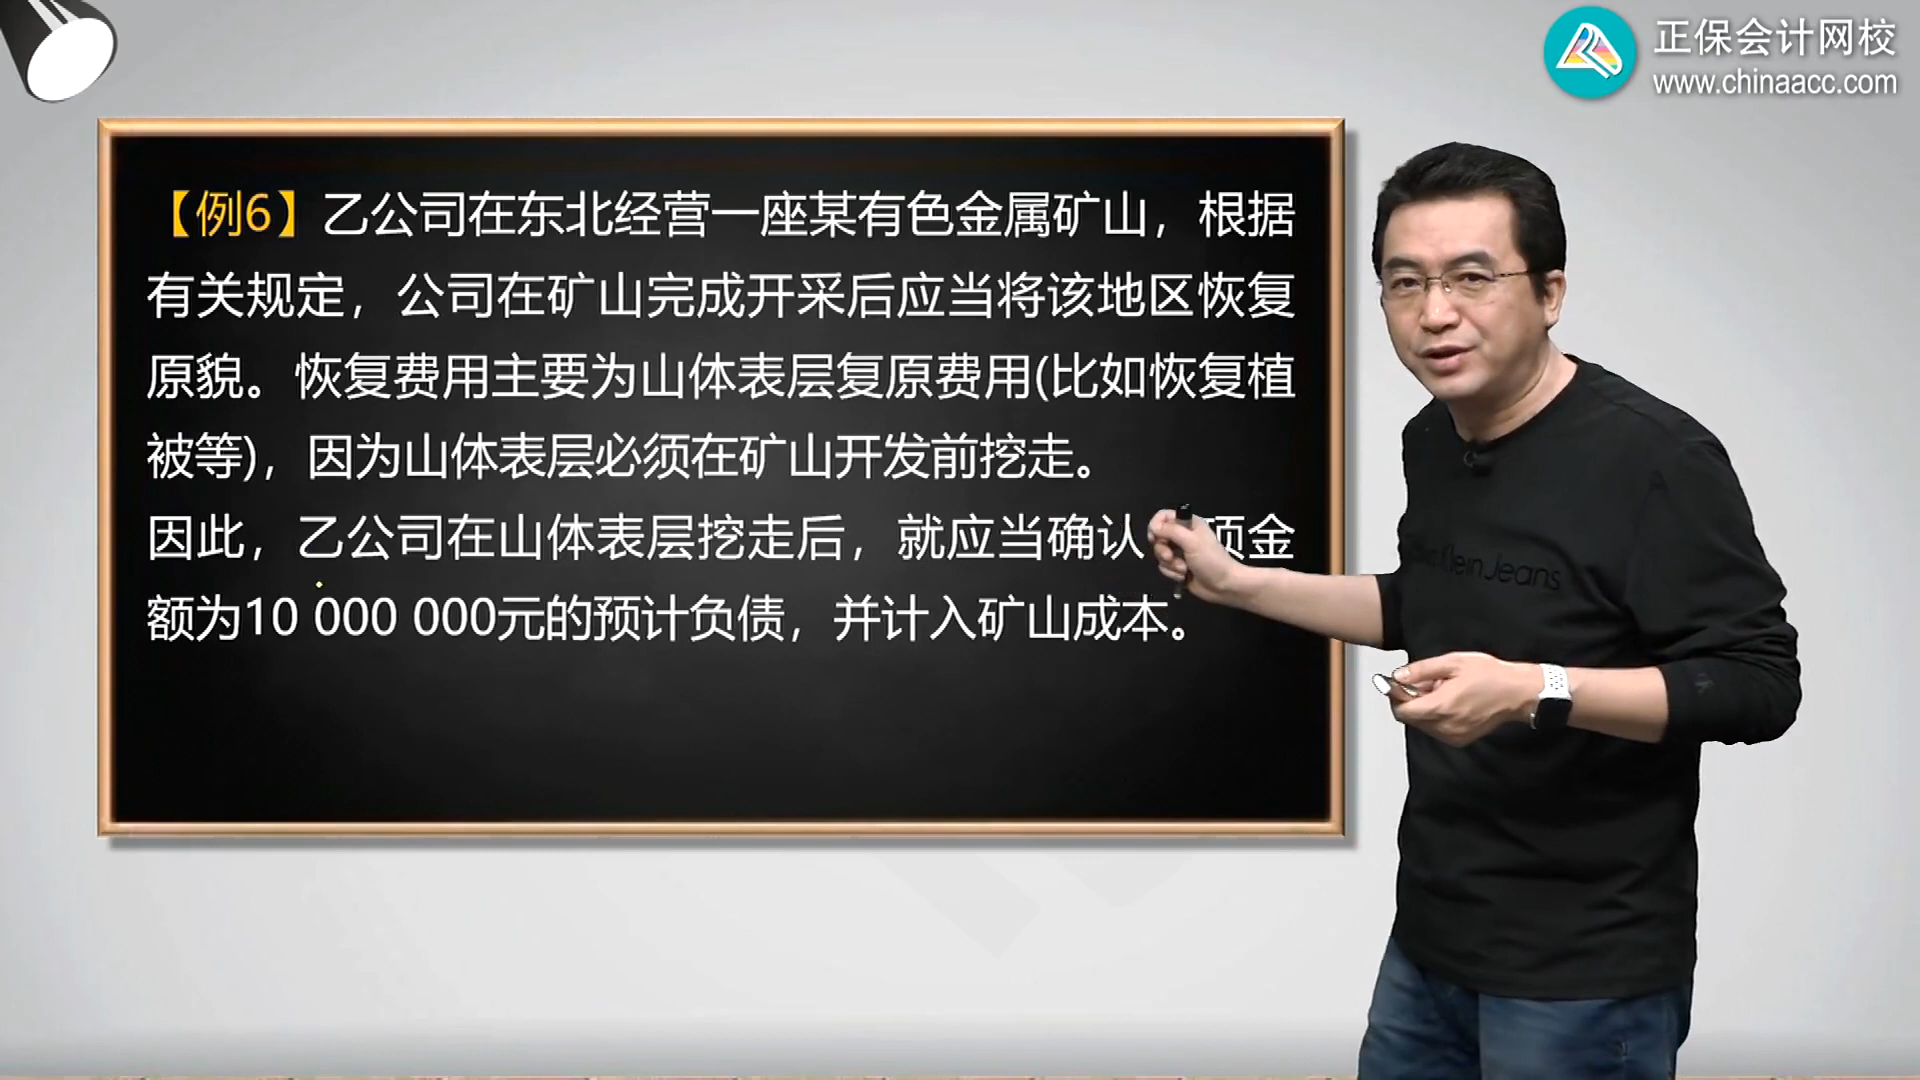 正保会计网校
www.chinaacc.com
【例6】乙公司在东北经营一座某有色金属矿山，根据
有关规定，公司在矿山完成开采后应当将该地区恢复
原貌。恢复费用主要为山体表层复原费用(比如恢复植
被等)，因为山体表层必须在矿山开发前挖走。
因此，乙公司在山体表层挖走后，就应当确认 项金
额为10 000 000元的预计负债，并计入矿山成本。
Klein Jeans